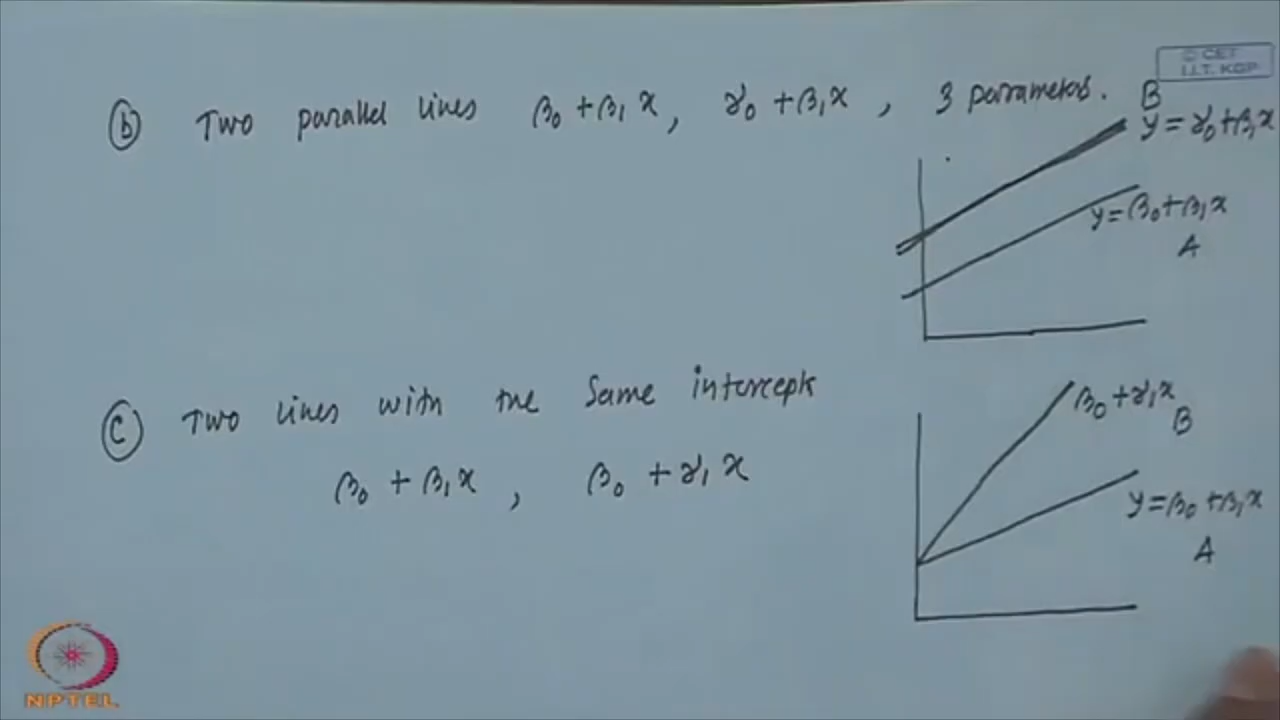 © CET
I.I.T. KGP
ⓑ Two parallel lines β₀ + β₁x, γ₀ + β₁x, 3 parameters.
B
y = γ₀ + β₁x
y = β₀ + β₁x
A
ⓒ Two lines with the same intercept
β₀ + β₁x, β₀ + γ₁x
β₀ + γ₁x
B
y = β₀ + β₁x
A
NPTEL